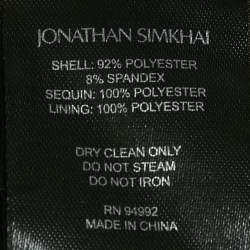 JONATHAN SIMKHAI
SHELL: 92% POLYESTER
8% SPANDEX
SEQUIN: 100% POLYESTER
LINING: 100% POLYESTER
DRY CLEAN ONLY
DO NOT STEAM
DO NOT IRON
RN 94992
MADE IN CHINA